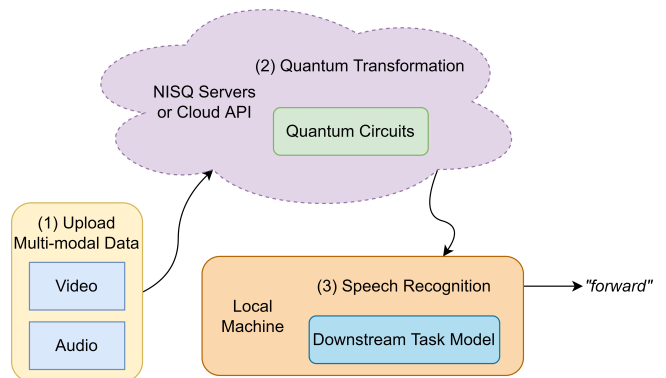 (2) Quantum Transformation
NISQ Servers
or Cloud API
Quantum Circuits
(1) Upload
Multi-modal Data
Video
Audio
(3) Speech Recognition
Local
Machine
Downstream Task Model
"forward"